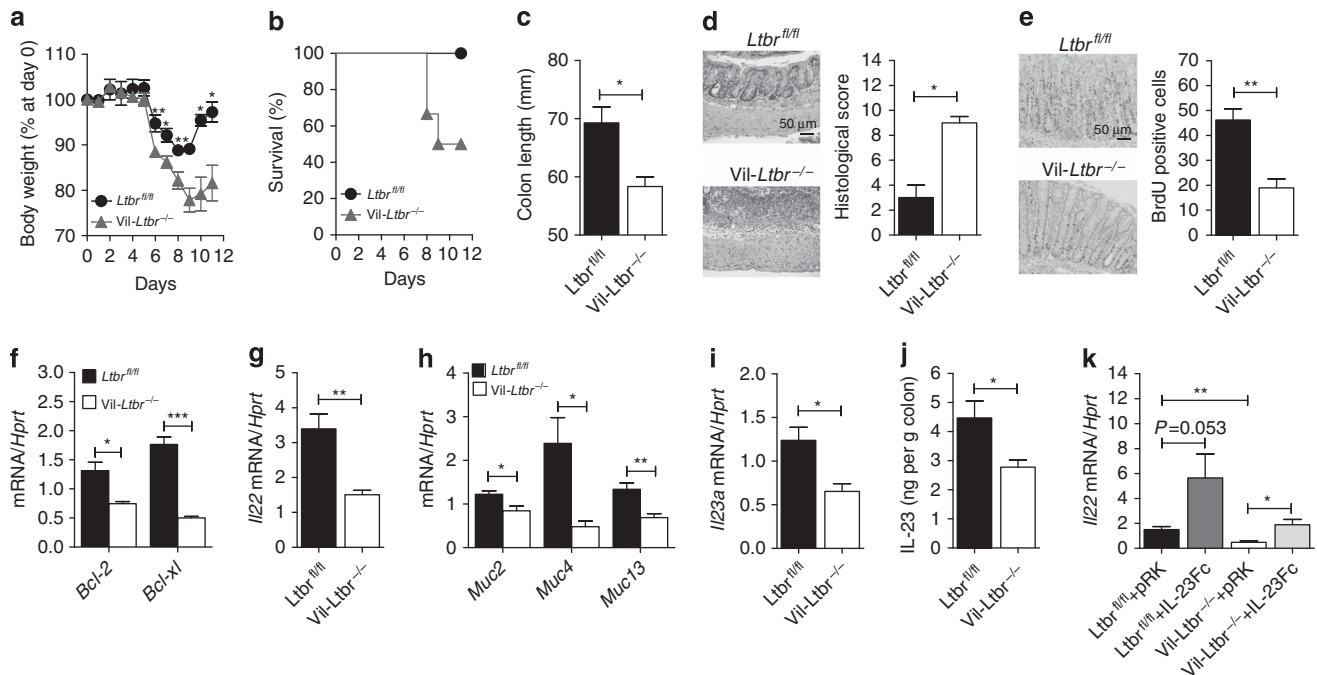 a
Body weight (% at day 0)
110
100
90
80
70
** * ** * *
Ltbr fl/fl
Vil-Ltbr –/–
0 2 4 6 8 10 12
Days
b
Survival (%)
100
80
60
40
20
0
Ltbr fl/fl
Vil-Ltbr –/–
0 2 4 6 8 10 12
Days
c
Colon length (mm)
80
70
60
50
*
Ltbr fl/fl
Vil-Ltbr –/–
d
Ltbr fl/fl
50 µm
Vil-Ltbr –/–
Histological score
14
12
10
8
6
4
2
0
*
Ltbr fl/fl
Vil-Ltbr –/–
e
Ltbr fl/fl
50 µm
Vil-Ltbr –/–
BrdU positive cells
70
60
50
40
30
20
10
0
**
Ltbr fl/fl
Vil-Ltbr –/–
f
mRNA/Hprt
3.0
2.5
2.0
1.5
1.0
0.5
0.0
Ltbr fl/fl
Vil-Ltbr –/–
* ***
Bcl-2 Bcl-xl
g
Il22 mRNA/Hprt
5
4
3
2
1
0
**
Ltbr fl/fl
Vil-Ltbr –/–
h
mRNA/Hprt
4
3
2
1
0
Ltbr fl/fl
Vil-Ltbr –/–
* * **
Muc2 Muc4 Muc13
i
Il23a mRNA/Hprt
2.0
1.5
1.0
0.5
0.0
*
Ltbr fl/fl
Vil-Ltbr –/–
j
IL-23 (ng per g colon)
6
5
4
3
2
1
0
*
Ltbr fl/fl
Vil-Ltbr –/–
k
Il22 mRNA/Hprt
14
12
10
8
6
4
2
0
**
P=0.053
*
Ltbr fl/fl+pRK
Ltbr fl/fl+IL-23Fc
Vil-Ltbr –/–+pRK
Vil-Ltbr –/–+IL-23Fc